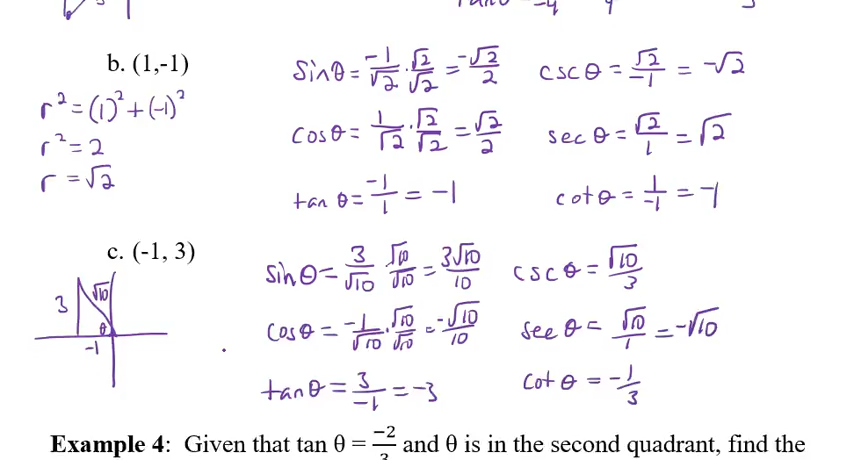 tan θ = -4
b. (1,-1)
sin θ = -1/√2 · √2/√2 = -√2/2 csc θ = √2/-1 = -√2
r² = (1)² + (-1)²
cos θ = 1/√2 · √2/√2 = √2/2 sec θ = √2/1 = √2
r² = 2
r = √2
tan θ = -1/1 = -1 cot θ = 1/-1 = -1
c. (-1, 3)
sin θ = 3/√10 √10/√10 = 3√10/10 csc θ = √10/3
3 √10 θ
-1
cos θ = -1/√10 · √10/√10 = -√10/10 sec θ = √10/1 = -√10
tan θ = 3/-1 = -3 cot θ = -1/3
Example 4: Given that tan θ = -2/3 and θ is in the second quadrant, find the